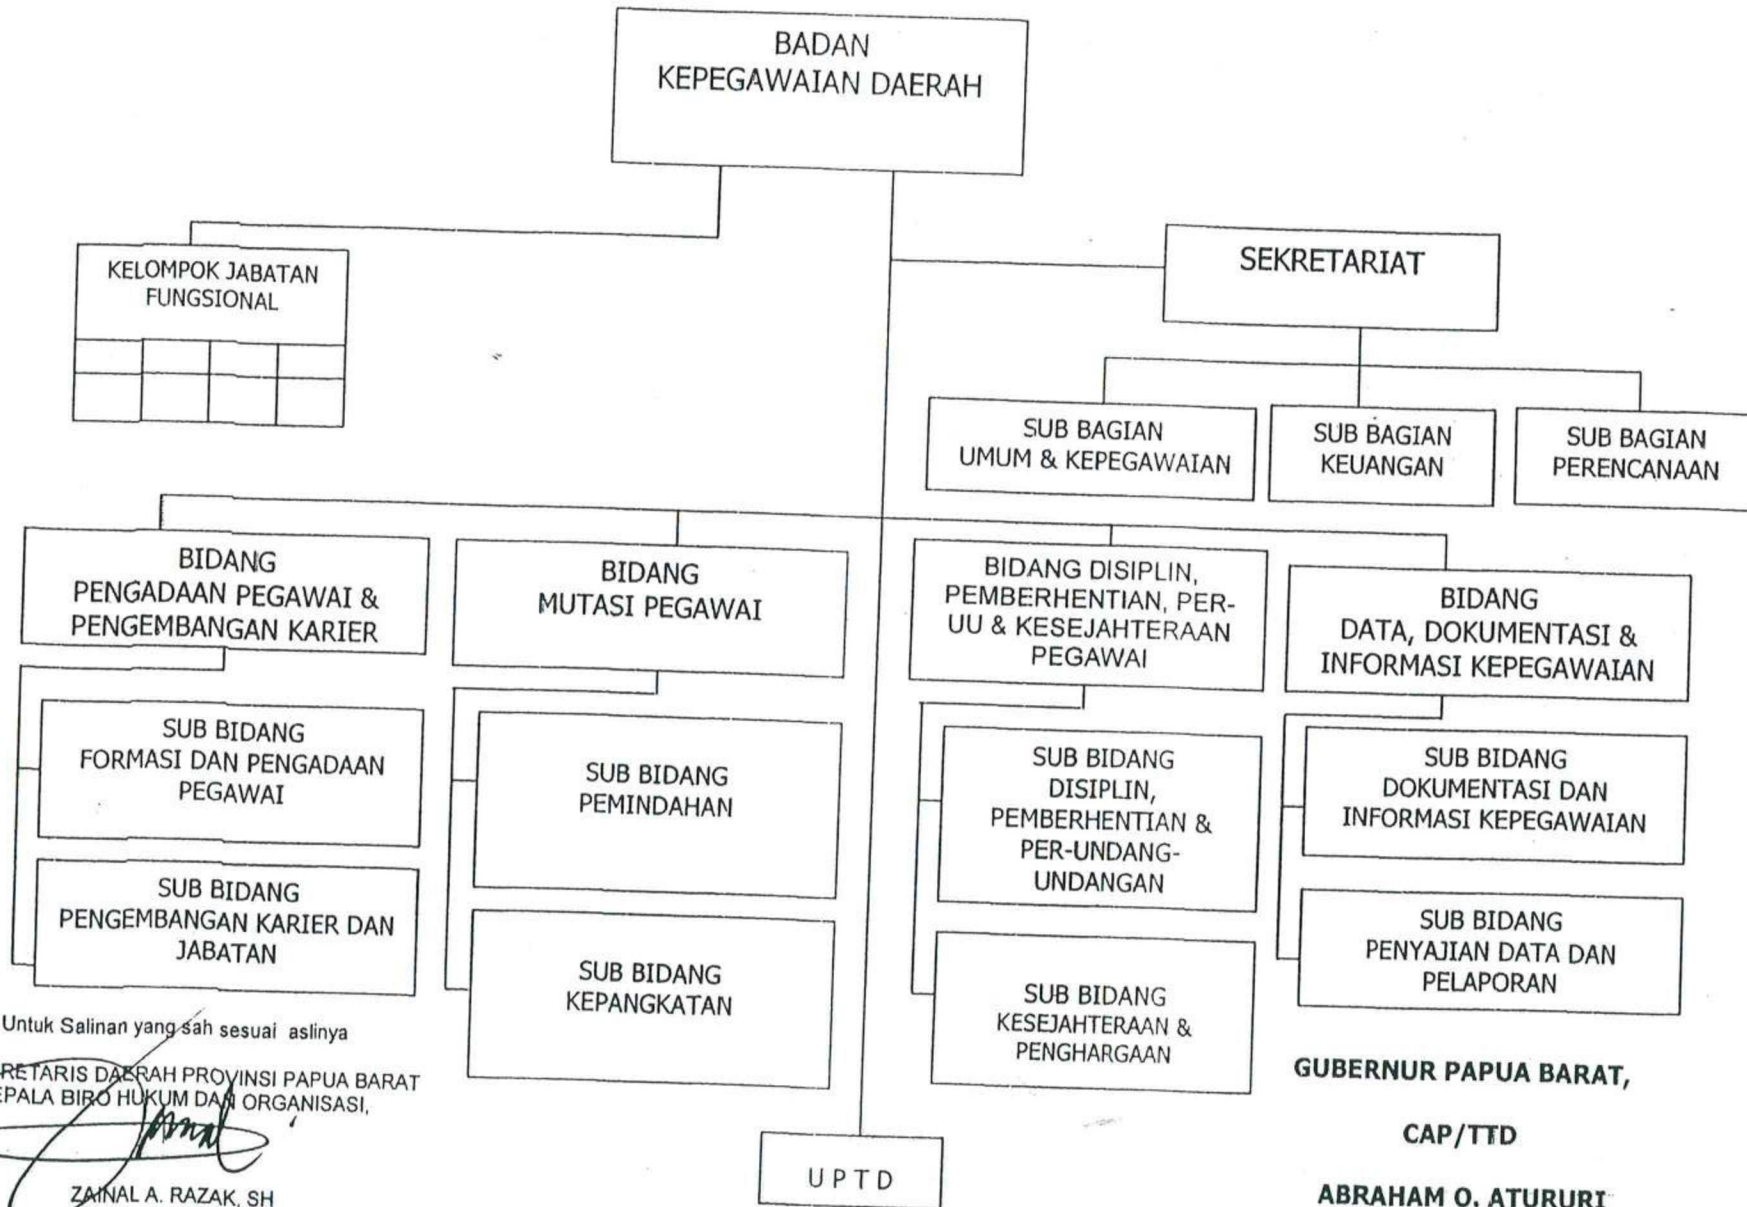 BADAN
KEPEGAWAIAN DAERAH
KELOMPOK JABATAN
FUNGSIONAL
SEKRETARIAT
SUB BAGIAN
UMUM & KEPEGAWAIAN
SUB BAGIAN
KEUANGAN
SUB BAGIAN
PERENCANAAN
BIDANG
PENGADAAN PEGAWAI &
PENGEMBANGAN KARIER
BIDANG
MUTASI PEGAWAI
BIDANG DISIPLIN,
PEMBERHENTIAN, PER-
UU & KESEJAHTERAAN
PEGAWAI
BIDANG
DATA, DOKUMENTASI &
INFORMASI KEPEGAWAIAN
SUB BIDANG
FORMASI DAN PENGADAAN
PEGAWAI
SUB BIDANG
PEMINDAHAN
SUB BIDANG
DISIPLIN,
PEMBERHENTIAN &
PER-UNDANG-
UNDANGAN
SUB BIDANG
DOKUMENTASI DAN
INFORMASI KEPEGAWAIAN
SUB BIDANG
PENGEMBANGAN KARIER DAN
JABATAN
SUB BIDANG
KEPANGKATAN
SUB BIDANG
KESEJAHTERAAN &
PENGHARGAAN
SUB BIDANG
PENYAJIAN DATA DAN
PELAPORAN
Untuk Salinan yang sah sesuai aslinya
RETARIS DAERAH PROVINSI PAPUA BARAT
EPALA BIRO HUKUM DAN ORGANISASI,
ZAINAL A. RAZAK, SH
UPTD
GUBERNUR PAPUA BARAT,
CAP/TTD
ABRAHAM O. ATURURI